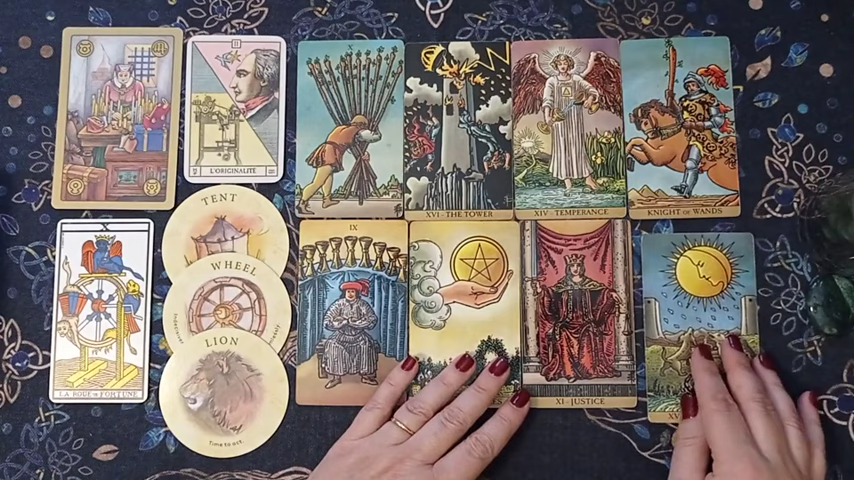 II
L'ORIGINALITÉ
X
XVI - THE TOWER
XIV - TEMPERANCE
KNIGHT OF WANDS
TENT
X
LA ROUE DE FORTUNE
WHEEL
LION
Time to act.
IX
XI - JUSTICE